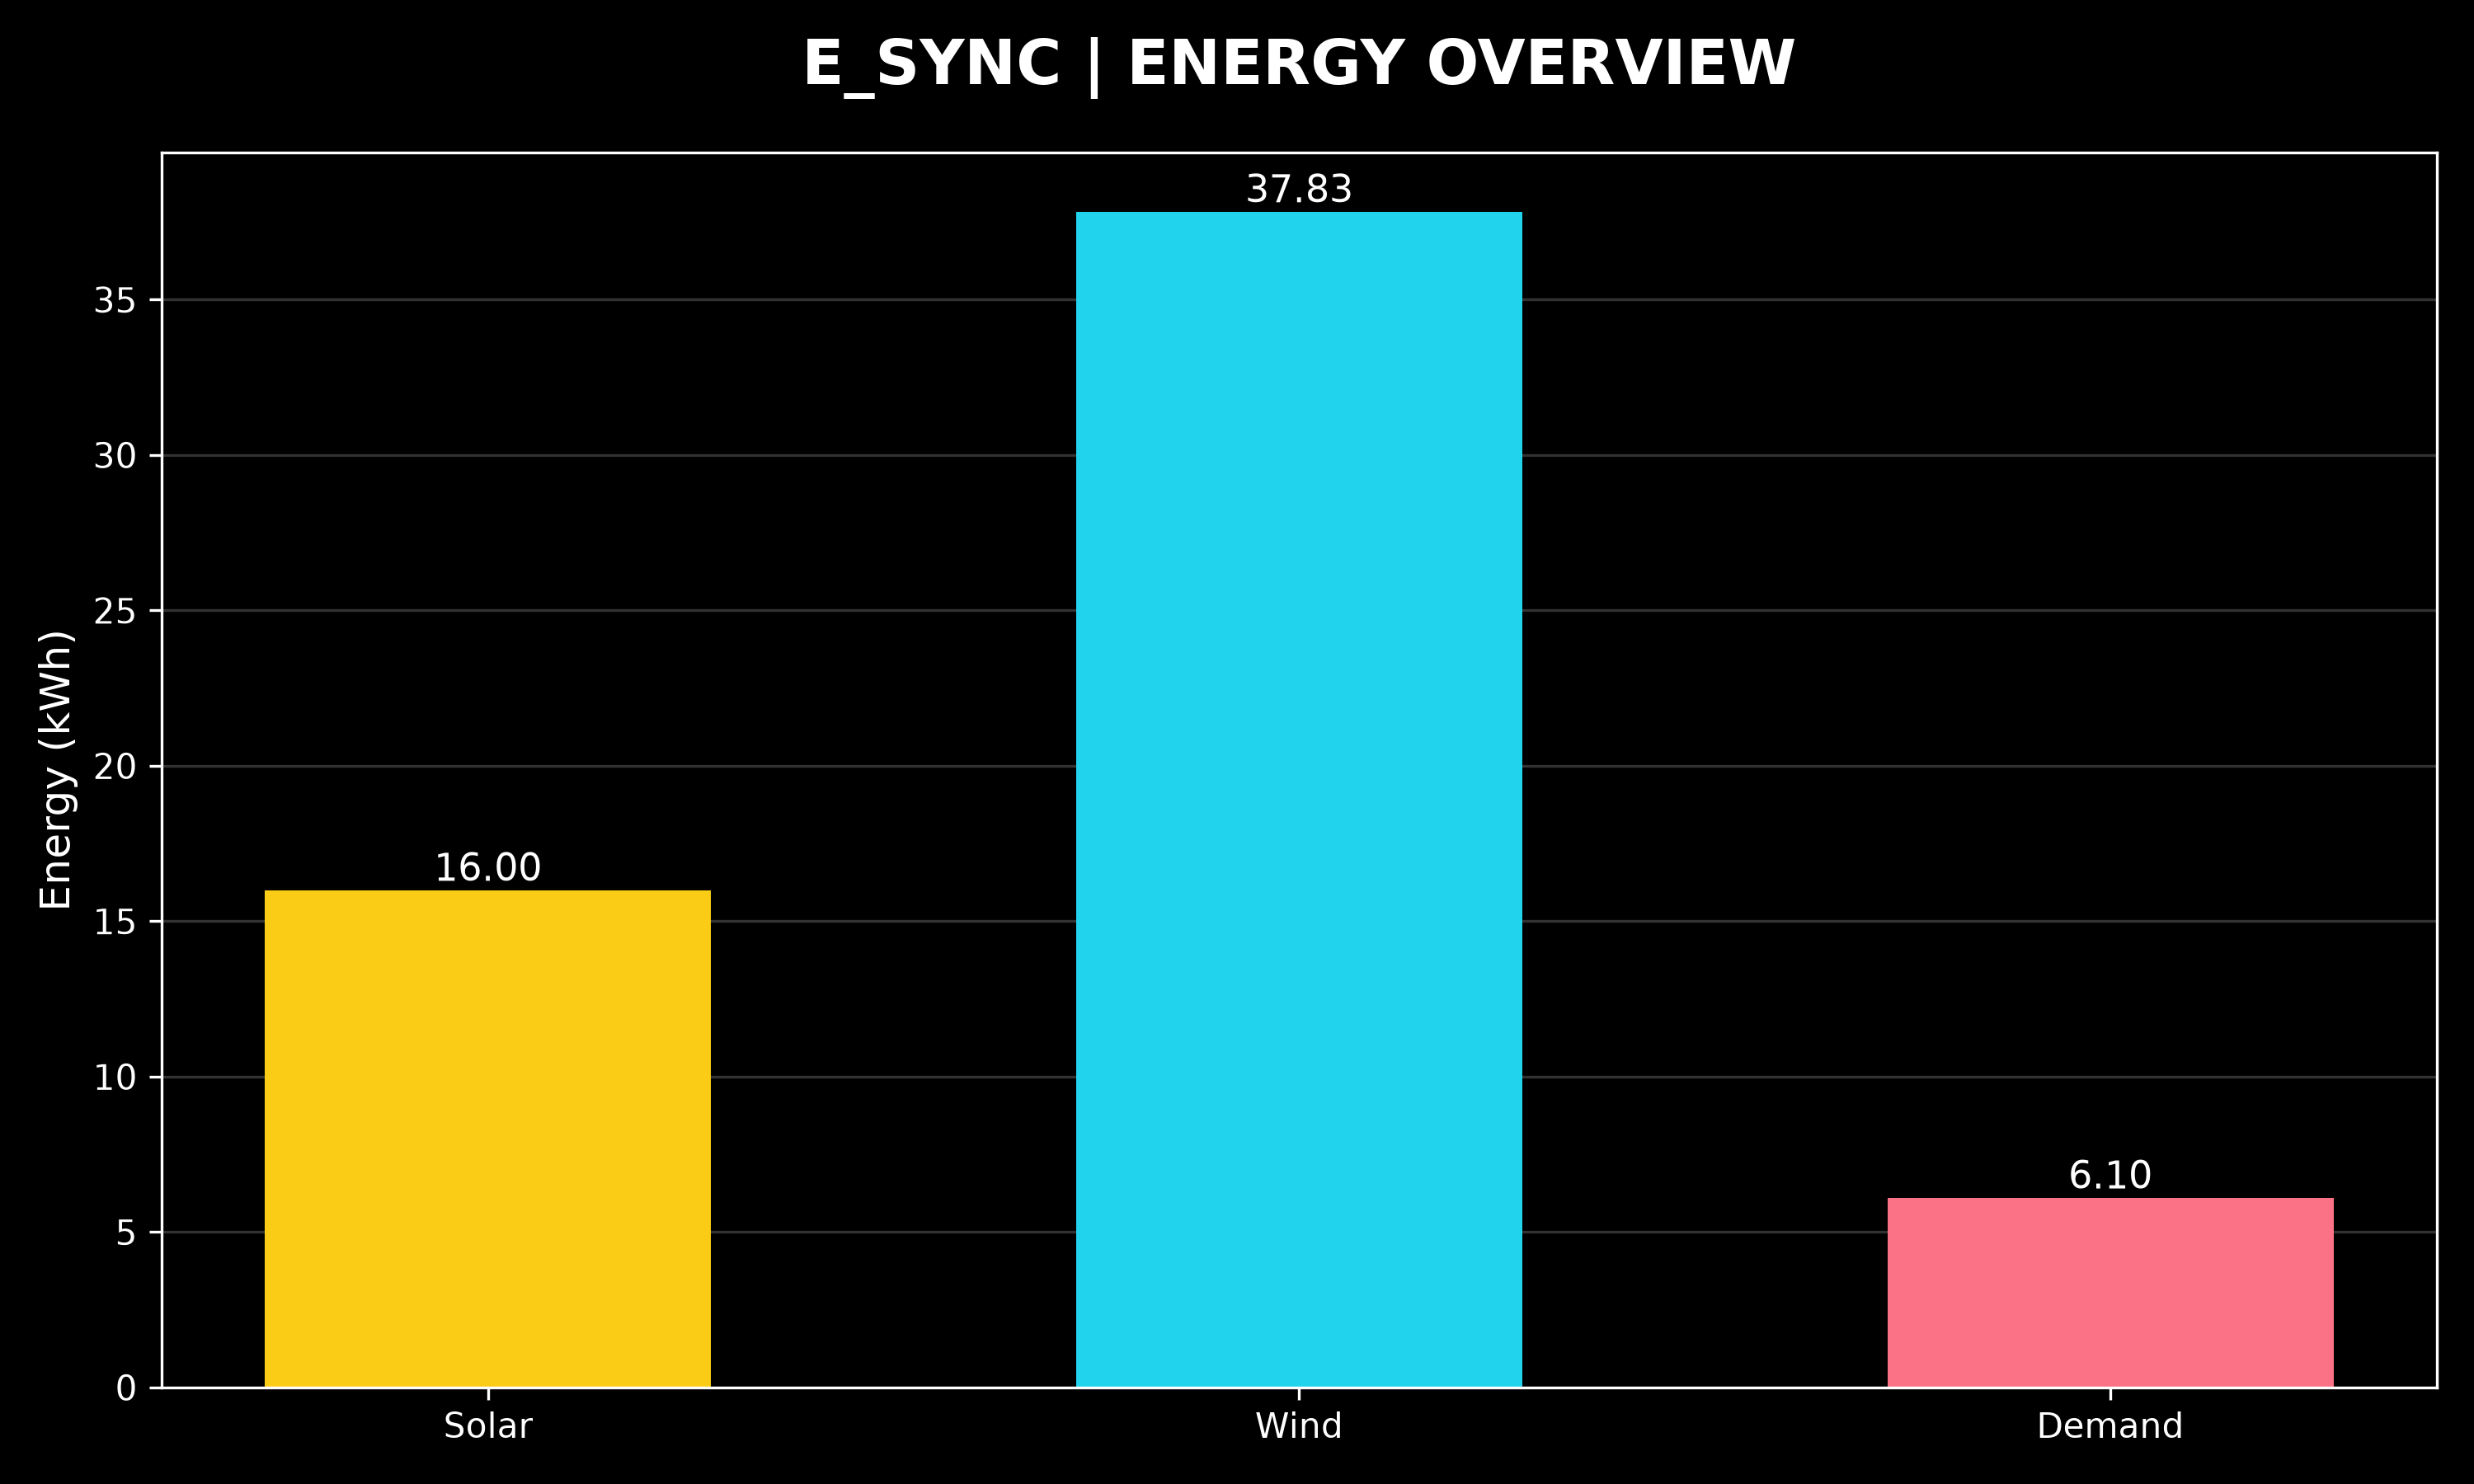 E_SYNC | ENERGY OVERVIEW
37.83
35
30
25
20
16.00
15
10
6.10
5
0
Energy (kWh)
Solar
Wind
Demand